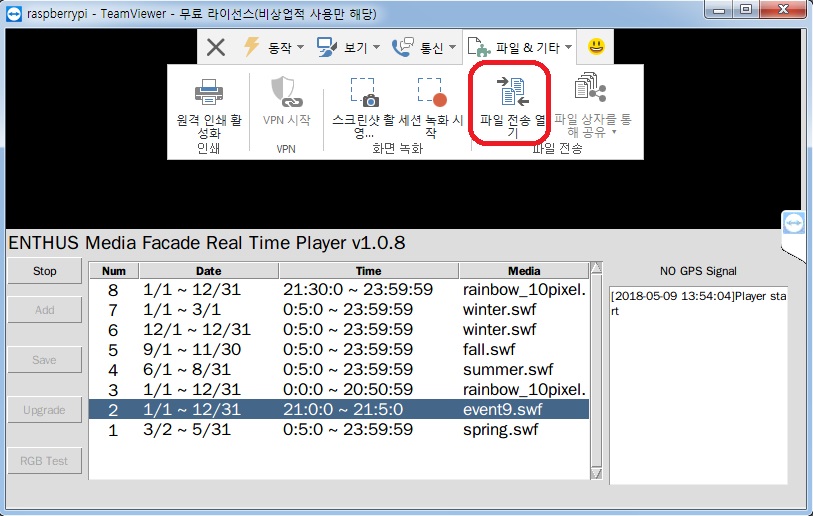 raspberrypi - TeamViewer - 무료 라이선스(비상업적 사용만 해당)
동작 보기 통신 파일 & 기타
원격 인쇄 활성화
VPN 시작
스크린샷 촬영...
세션 녹화 시작
파일 전송 열기
파일 상자를 통해 공유
인쇄 VPN 화면 녹화 파일 전송
ENTHUS Media Facade Real Time Player v1.0.8
Stop
Add
Save
Upgrade
RGB Test
Num Date Time Media
8 1/1 ~ 12/31 21:30:0 ~ 23:59:59 rainbow_10pixel.
7 1/1 ~ 3/1 0:5:0 ~ 23:59:59 winter.swf
6 12/1 ~ 12/31 0:5:0 ~ 23:59:59 winter.swf
5 9/1 ~ 11/30 0:5:0 ~ 23:59:59 fall.swf
4 6/1 ~ 8/31 0:5:0 ~ 23:59:59 summer.swf
3 1/1 ~ 12/31 0:0:0 ~ 20:50:59 rainbow_10pixel.
2 1/1 ~ 12/31 21:0:0 ~ 21:5:0 event9.swf
1 3/2 ~ 5/31 0:5:0 ~ 23:59:59 spring.swf
NO GPS Signal
[2018-05-09 13:54:04]Player sta
rt